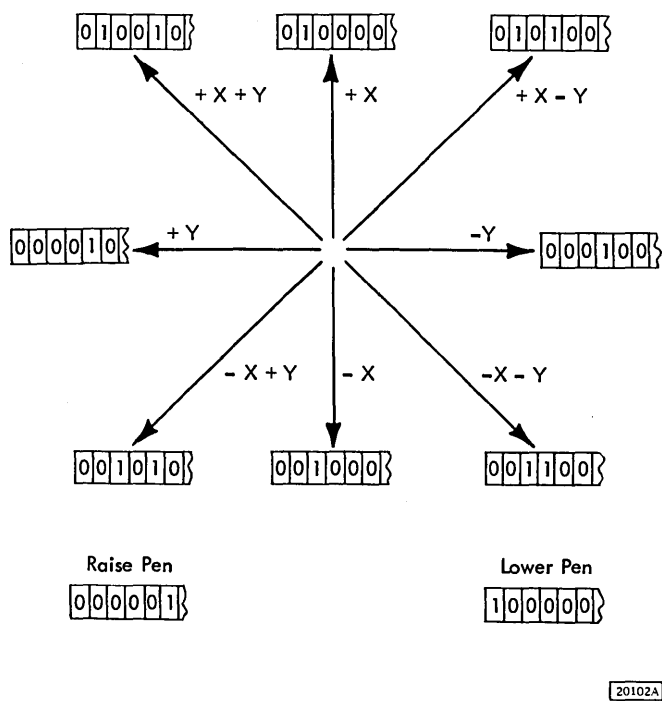 010010 010000 010100
+ X + Y + X + X - Y
000010 + Y -Y 000100
- X + Y - X -X - Y
001010 001000 001100
Raise Pen Lower Pen
000001 100000
20102A